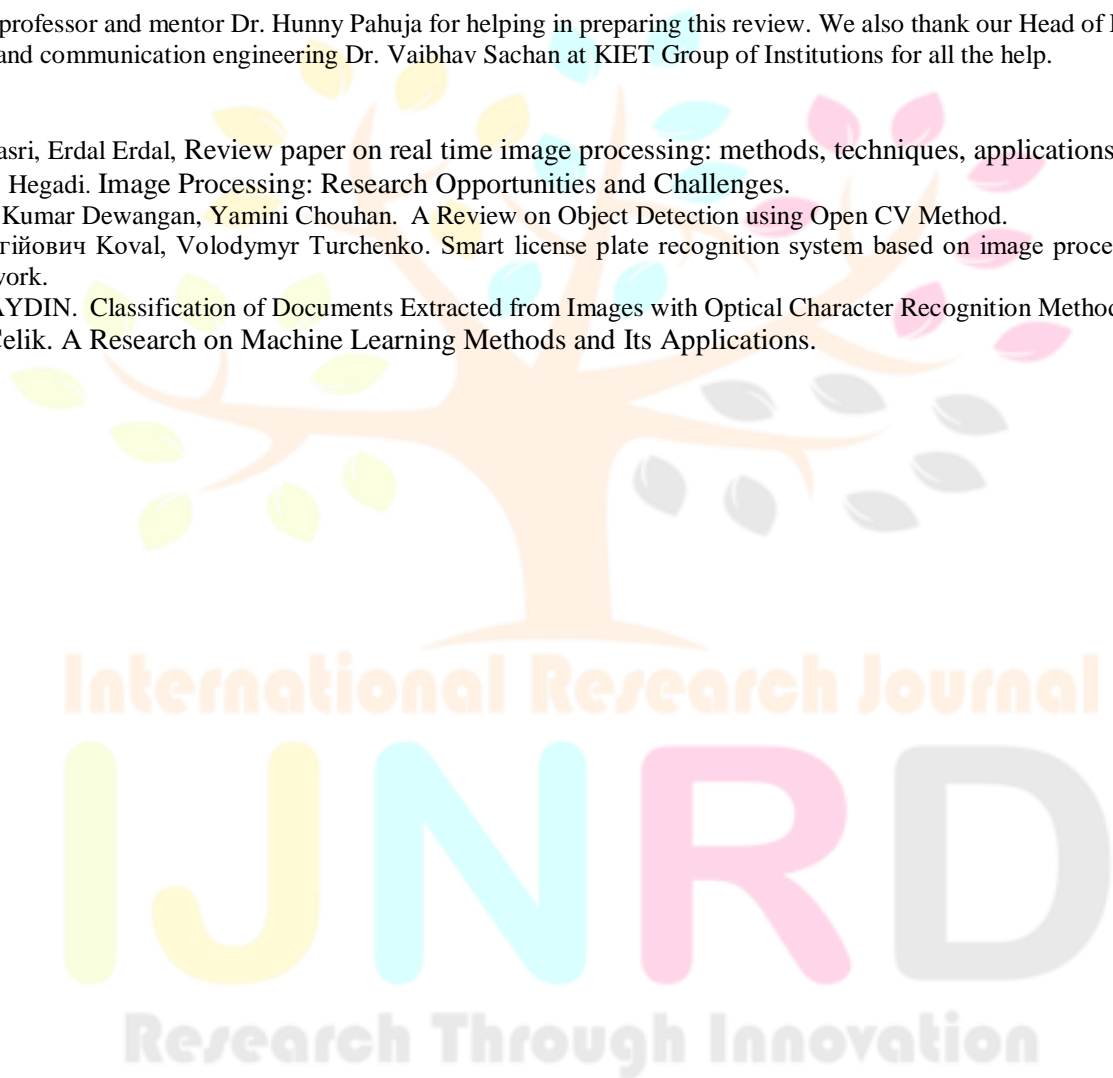 professor and mentor Dr. Hunny Pahuja for helping in preparing this review. We also thank our Head of
and communication engineering Dr. Vaibhav Sachan at KIET Group of Institutions for all the help.
asri, Erdal Erdal, Review paper on real time image processing: methods, techniques, applications
Hegadi. Image Processing: Research Opportunities and Challenges.
Kumar Dewangan, Yamini Chouhan. A Review on Object Detection using Open CV Method.
гійович Koval, Volodymyr Turchenko. Smart license plate recognition system based on image proce
work.
AYDIN. Classification of Documents Extracted from Images with Optical Character Recognition Method
Çelik. A Research on Machine Learning Methods and Its Applications.
International Research Journal
IJNRD
Research Through Innovation